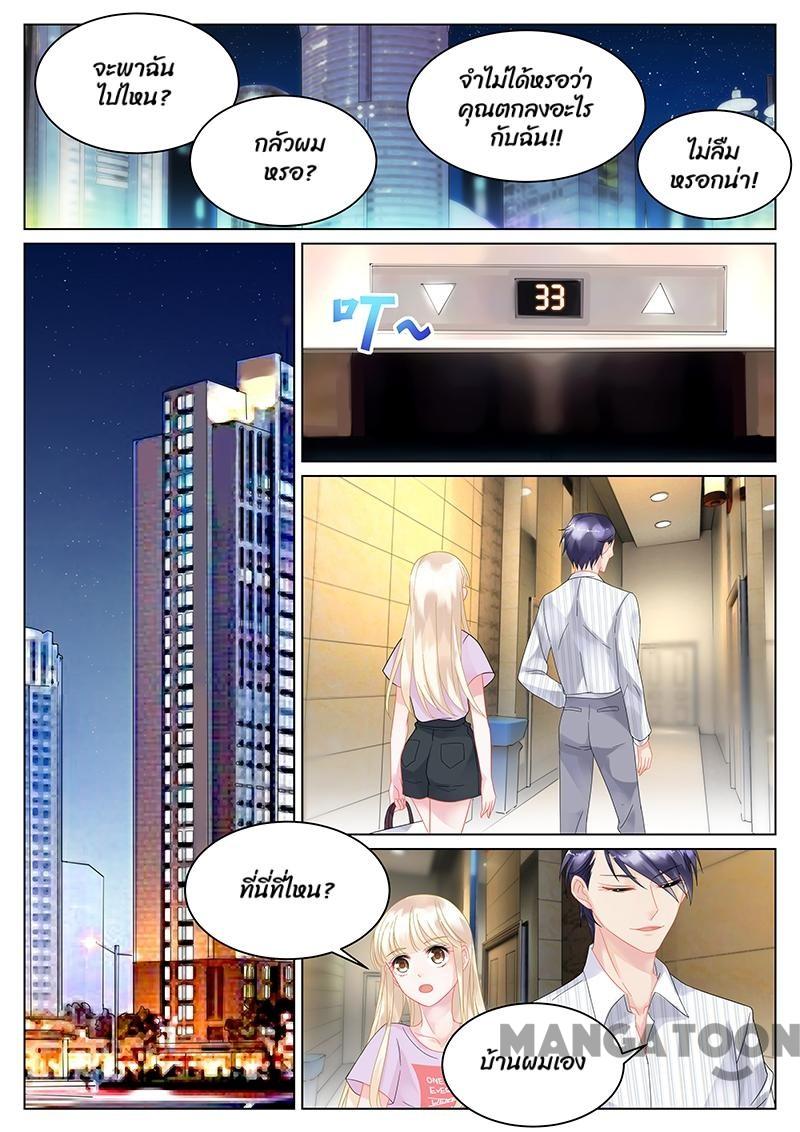 จะพาฉัน
ไปไหน?
กลัวผม
หรอ?
จำไม่ได้หรอว่า
คุณตกลงอะไร
กับฉัน!!
ไม่ลืม
หรอกน่า!
33
叮~
ที่นี่ที่ไหน?
บ้านผมเอง
MANGATOON
ONE
EVER